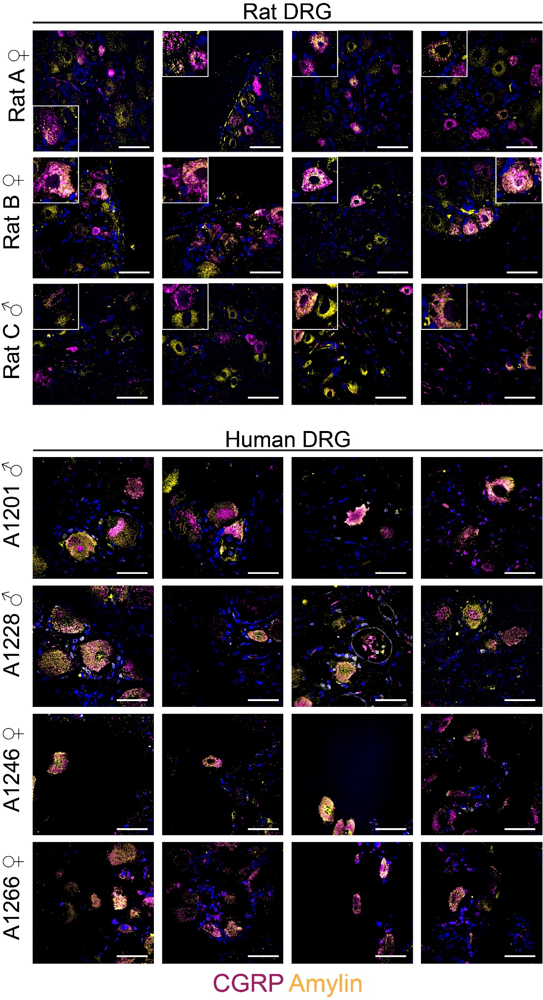 Rat DRG
Rat A ♀
Rat B ♀
Rat C ♂
Human DRG
A1201 ♂
A1228 ♂
A1246 ♀
A1266 ♀
CGRP Amylin